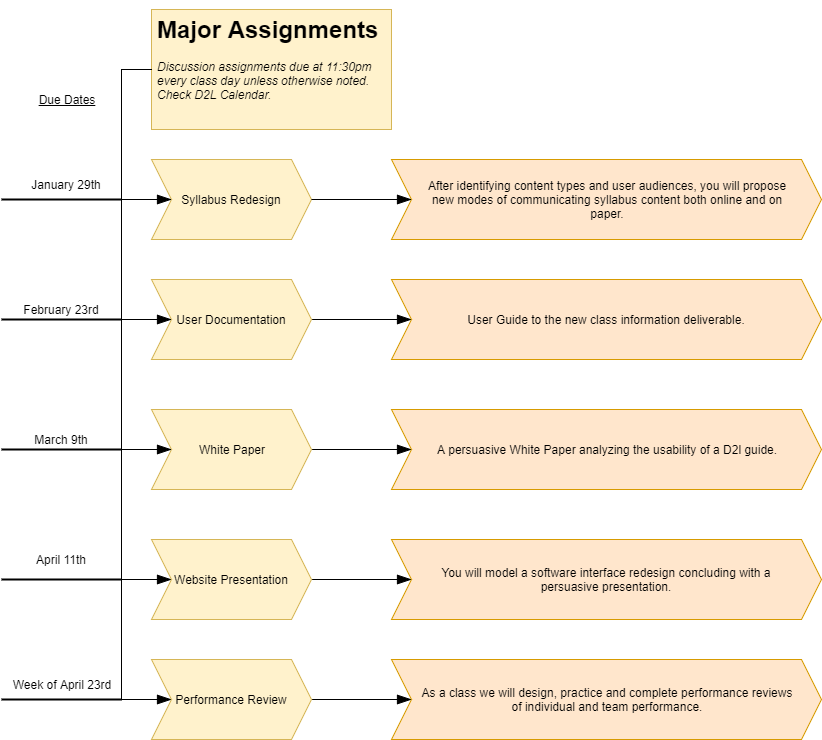 Major Assignments
Discussion assignments due at 11:30pm
every class day unless otherwise noted.
Check D2L Calendar.
Due Dates
January 29th
Syllabus Redesign
After identifying content types and user audiences, you will propose
new modes of communicating syllabus content both online and on
paper.
February 23rd
User Documentation
User Guide to the new class information deliverable.
March 9th
White Paper
A persuasive White Paper analyzing the usability of a D2l guide.
April 11th
Website Presentation
You will model a software interface redesign concluding with a
persuasive presentation.
Week of April 23rd
Performance Review
As a class we will design, practice and complete performance reviews
of individual and team performance.